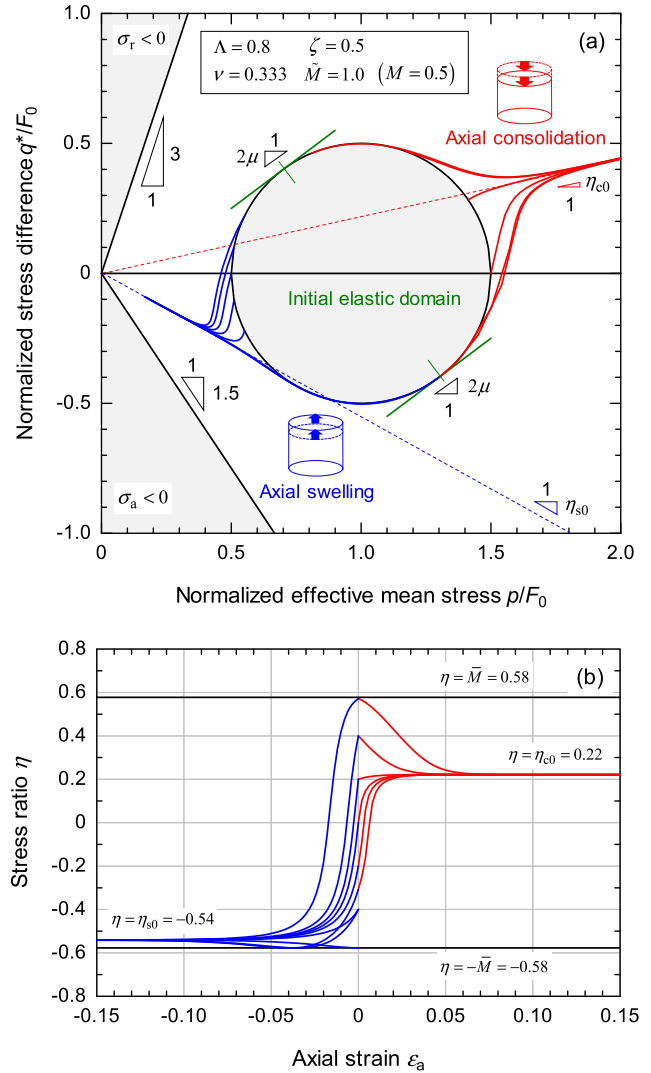 1.0
σr < 0
(a)
Λ = 0.8 ζ = 0.5
ν = 0.333 M̃ = 1.0 (M = 0.5)
1
3
1
2μ
0.5
Axial consolidation
ηc0
1
0
Initial elastic domain
1
1.5
2μ
1
-0.5
Axial swelling
1
ηs0
σa < 0
-1.0
0 0.5 1.0 1.5 2.0
Normalized stress difference q*/F0
Normalized effective mean stress p/F0
0.8
(b)
η = M̄ = 0.58
0.6
η = ηc0 = 0.22
0.4
0.2
0
-0.2
η = ηs0 = −0.54
-0.4
-0.6
η = −M̄ = −0.58
-0.8
-0.15 -0.10 -0.05 0 0.05 0.10 0.15
Stress ratio η
Axial strain εa